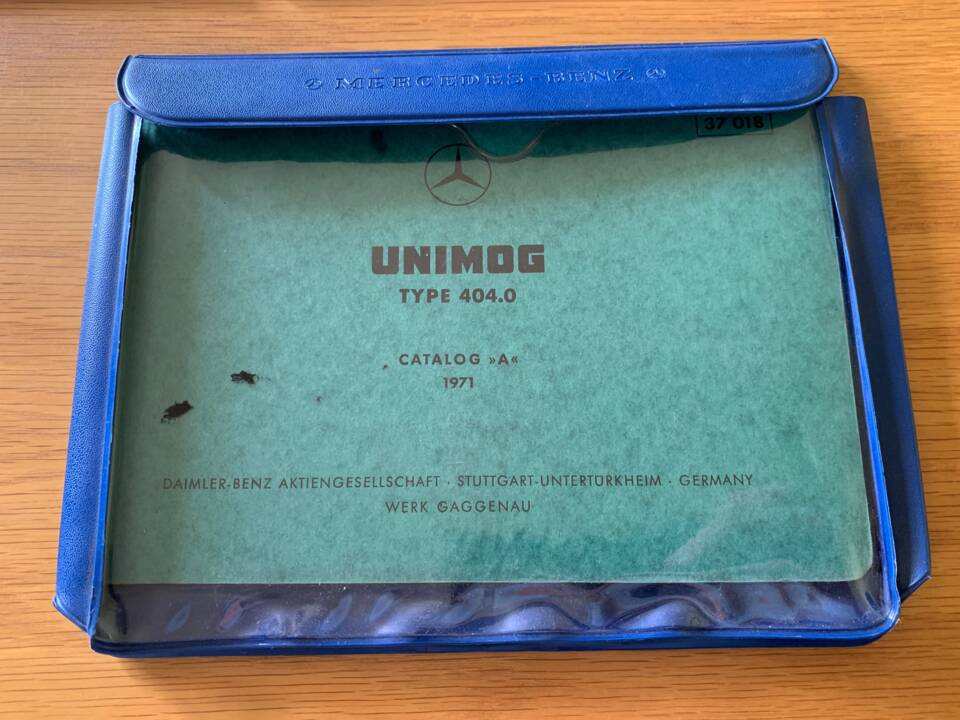 MERCEDES-BENZ
37 018
UNIMOG
TYPE 404.0
CATALOG »A«
1971
DAIMLER-BENZ AKTIENGESELLSCHAFT · STUTTGART-UNTERTÜRKHEIM · GERMANY
WERK GAGGENAU